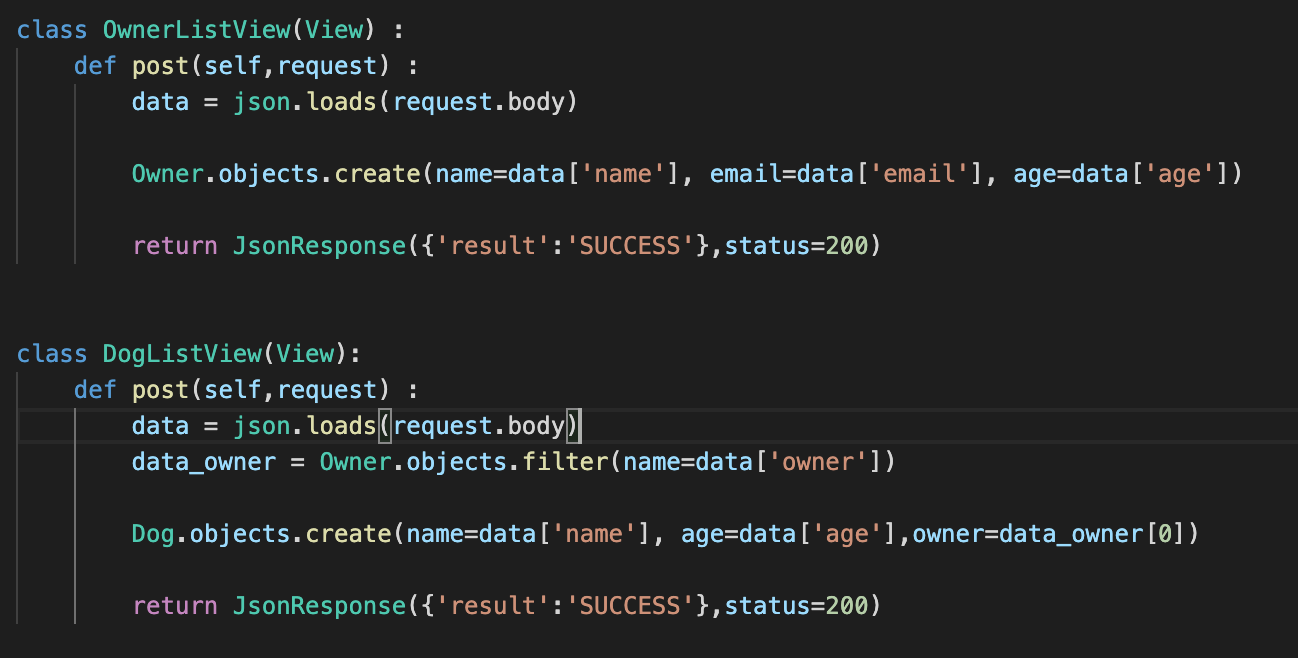 class OwnerListView(View) :
    def post(self,request) :
        data = json.loads(request.body)
        Owner.objects.create(name=data['name'], email=data['email'], age=data['age'])
        return JsonResponse({'result':'SUCCESS'},status=200)
class DogListView(View):
    def post(self,request) :
        data = json.loads(request.body)
        data_owner = Owner.objects.filter(name=data['owner'])
        Dog.objects.create(name=data['name'], age=data['age'],owner=data_owner[0])
        return JsonResponse({'result':'SUCCESS'},status=200)